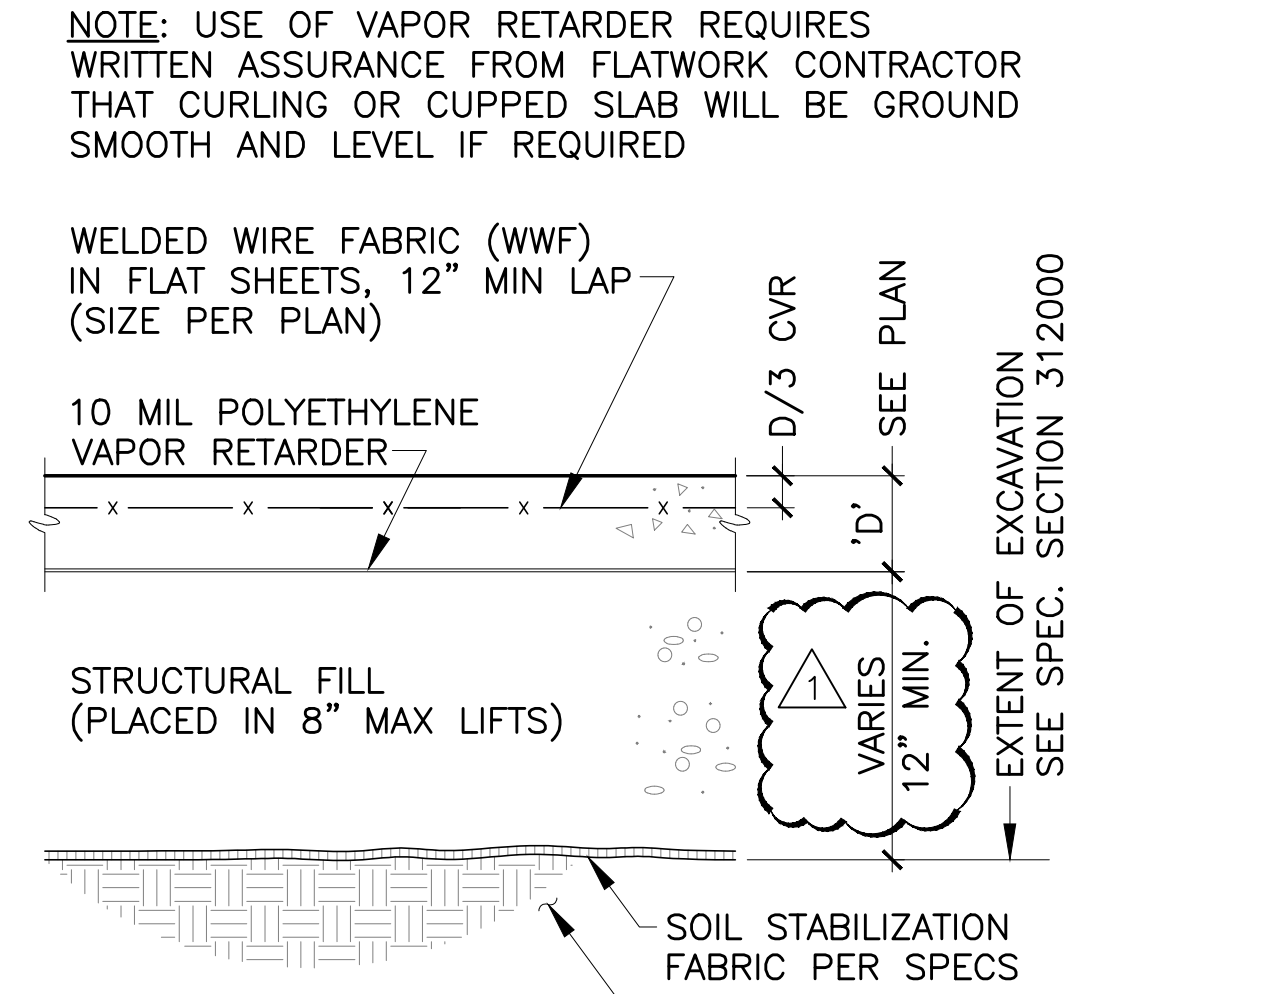 NOTE: USE OF VAPOR RETARDER REQUIRES
WRITTEN ASSURANCE FROM FLATWORK CONTRACTOR
THAT CURLING OR CUPPED SLAB WILL BE GROUND
SMOOTH AND LEVEL IF REQUIRED
WELDED WIRE FABRIC (WWF)
IN FLAT SHEETS, 12” MIN LAP
(SIZE PER PLAN)
10 MIL POLYETHYLENE
VAPOR RETARDER
X X X X X
D/3 CVR
SEE PLAN
'D'
EXTENT OF EXCAVATION
SEE SPEC. SECTION 312000
STRUCTURAL FILL
(PLACED IN 8” MAX LIFTS)
1
VARIES
12” MIN.
SOIL STABILIZATION
FABRIC PER SPECS